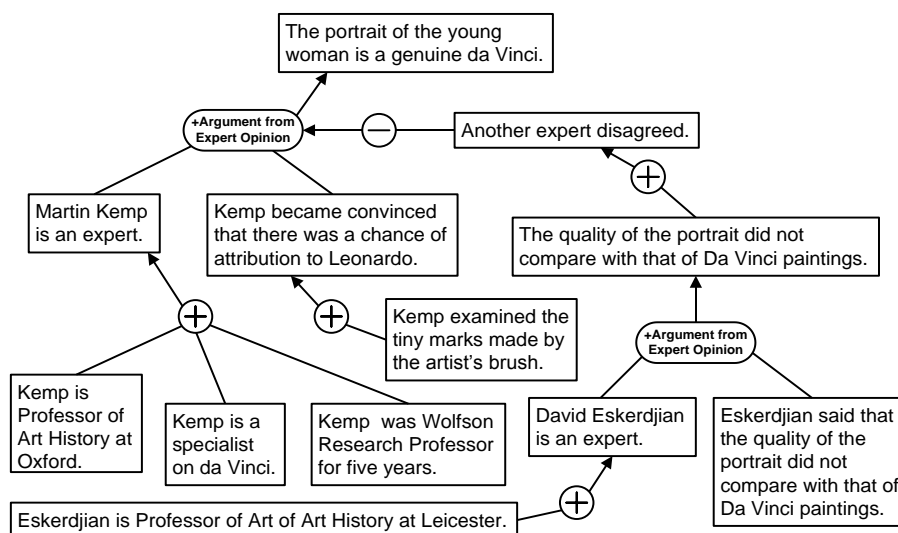 The portrait of the young
woman is a genuine da Vinci.
+Argument from
Expert Opinion
−
Another expert disagreed.
+
Martin Kemp
is an expert.
Kemp became convinced
that there was a chance of
attribution to Leonardo.
The quality of the portrait did not
compare with that of Da Vinci paintings.
+
+
Kemp examined the
tiny marks made by
the artist's brush.
+Argument from
Expert Opinion
Kemp is
Professor of
Art History at
Oxford.
Kemp is a
specialist
on da Vinci.
Kemp was Wolfson
Research Professor
for five years.
David Eskerdjian
is an expert.
Eskerdjian said that
the quality of the
portrait did not
compare with that of
Da Vinci paintings.
+
Eskerdjian is Professor of Art of Art History at Leicester.